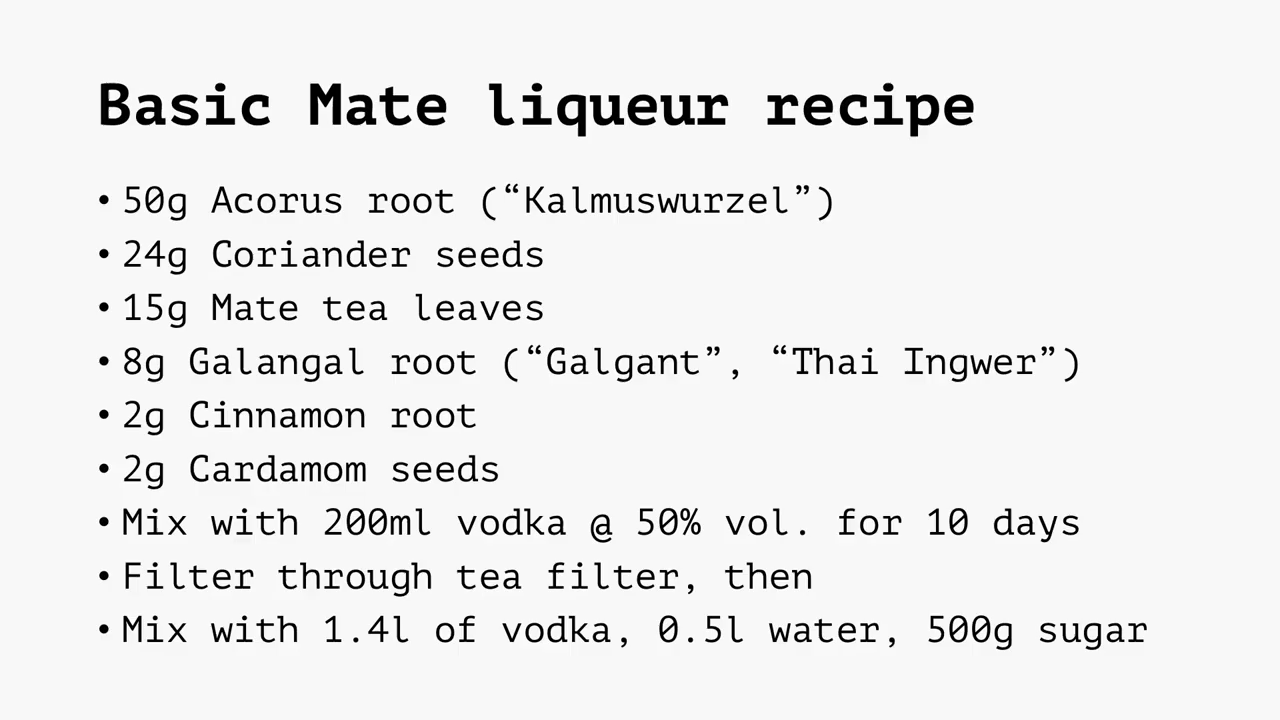 Basic Mate liqueur recipe
• 50g Acorus root (“Kalmuswurzel”)
• 24g Coriander seeds
• 15g Mate tea leaves
• 8g Galangal root (“Galgant”, “Thai Ingwer”)
• 2g Cinnamon root
• 2g Cardamom seeds
• Mix with 200ml vodka @ 50% vol. for 10 days
• Filter through tea filter, then
• Mix with 1.4l of vodka, 0.5l water, 500g sugar